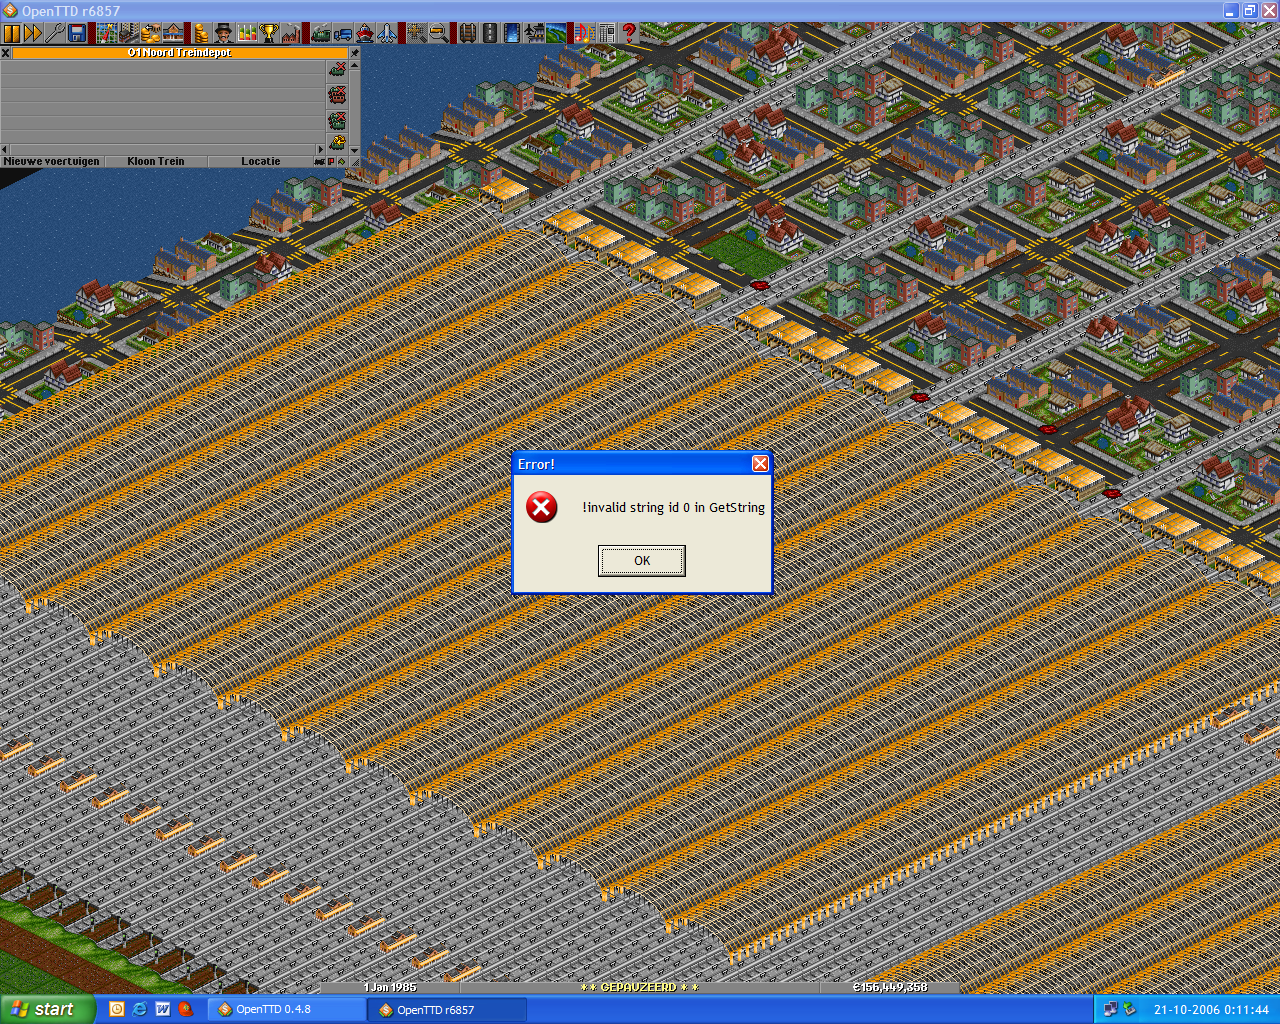 OpenTTD r6857
01 Noord Treindepot
Nieuwe voertuigen Kloon Trein Locatie
Error!
!invalid string id 0 in GetString
OK
1 Jan 1985 * * GEPAUZEERD * * €156,449,358
start OpenTTD 0.4.8 OpenTTD r6857 21-10-2006 0:11:44